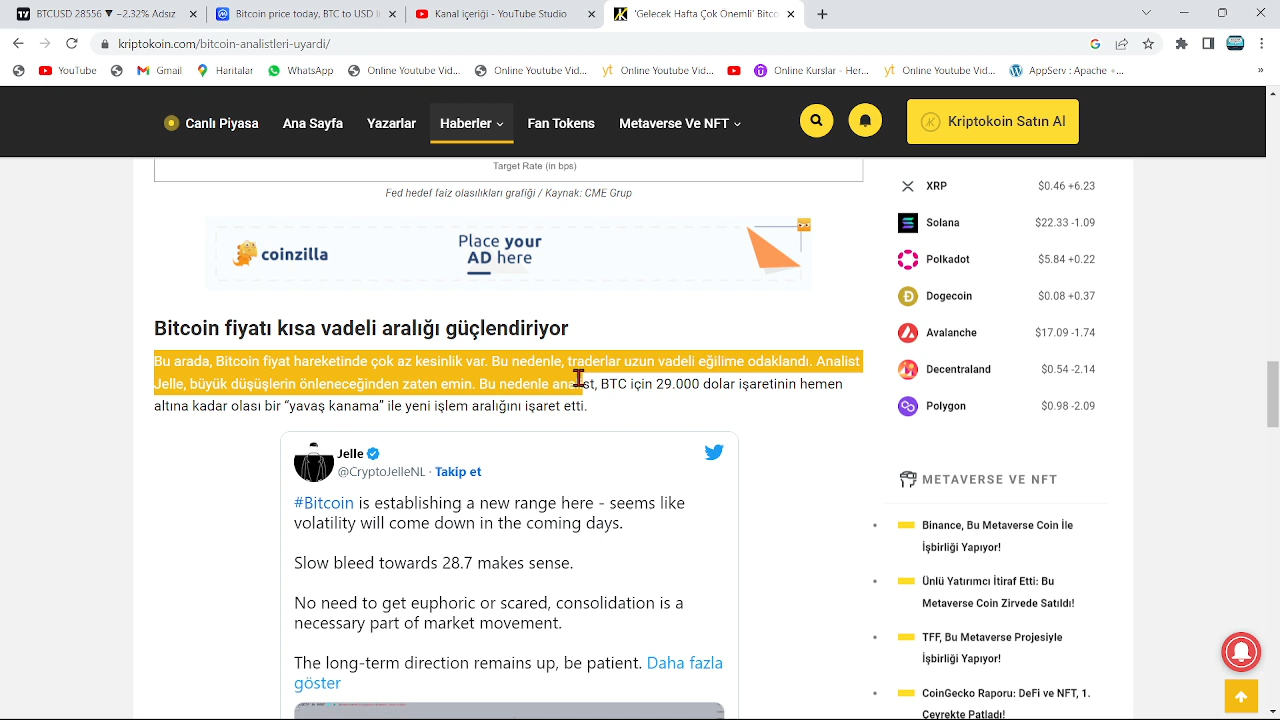 BTCUSD 28556 ▼ −2.32% Adsız
Bitcoin price today, BTC to USD li
Kanal içeriği - YouTube Studio
'Gelecek Hafta Çok Önemli' Bitco
kriptokoin.com/bitcoin-analistleri-uyardi/
YouTube
Gmail
Haritalar
WhatsApp
Online Youtube Vid...
Online Youtube Vid...
Online Youtube Vid...
Online Kurslar - Her...
Online Youtube Vid...
AppServ : Apache +...
Canlı Piyasa
Ana Sayfa
Yazarlar
Haberler
Fan Tokens
Metaverse Ve NFT
Kriptokoin Satın Al
Target Rate (in bps)
Fed hedef faiz olasılıkları grafiği / Kaynak: CME Grup
coinzilla
Place your
AD here
Bitcoin fiyatı kısa vadeli aralığı güçlendiriyor
Bu arada, Bitcoin fiyat hareketinde çok az kesinlik var. Bu nedenle, traderlar uzun vadeli eğilime odaklandı. Analist
Jelle, büyük düşüşlerin önleneceğinden zaten emin. Bu nedenle analist, BTC için 29.000 dolar işaretinin hemen
altına kadar olası bir “yavaş kanama” ile yeni işlem aralığını işaret etti.
Jelle
@CryptoJelleNL · Takip et
#Bitcoin is establishing a new range here - seems like
volatility will come down in the coming days.
Slow bleed towards 28.7 makes sense.
No need to get euphoric or scared, consolidation is a
necessary part of market movement.
The long-term direction remains up, be patient. Daha fazla
göster
XRP $0.46 +6.23
Solana $22.33 -1.09
Polkadot $5.84 +0.22
Dogecoin $0.08 +0.37
Avalanche $17.09 -1.74
Decentraland $0.54 -2.14
Polygon $0.98 -2.09
METAVERSE VE NFT
Binance, Bu Metaverse Coin İle
İşbirliği Yapıyor!
Ünlü Yatırımcı İtiraf Etti: Bu
Metaverse Coin Zirvede Satıldı!
TFF, Bu Metaverse Projesiyle
İşbirliği Yapıyor!
CoinGecko Raporu: DeFi ve NFT, 1.
Çeyrekte Patladı!